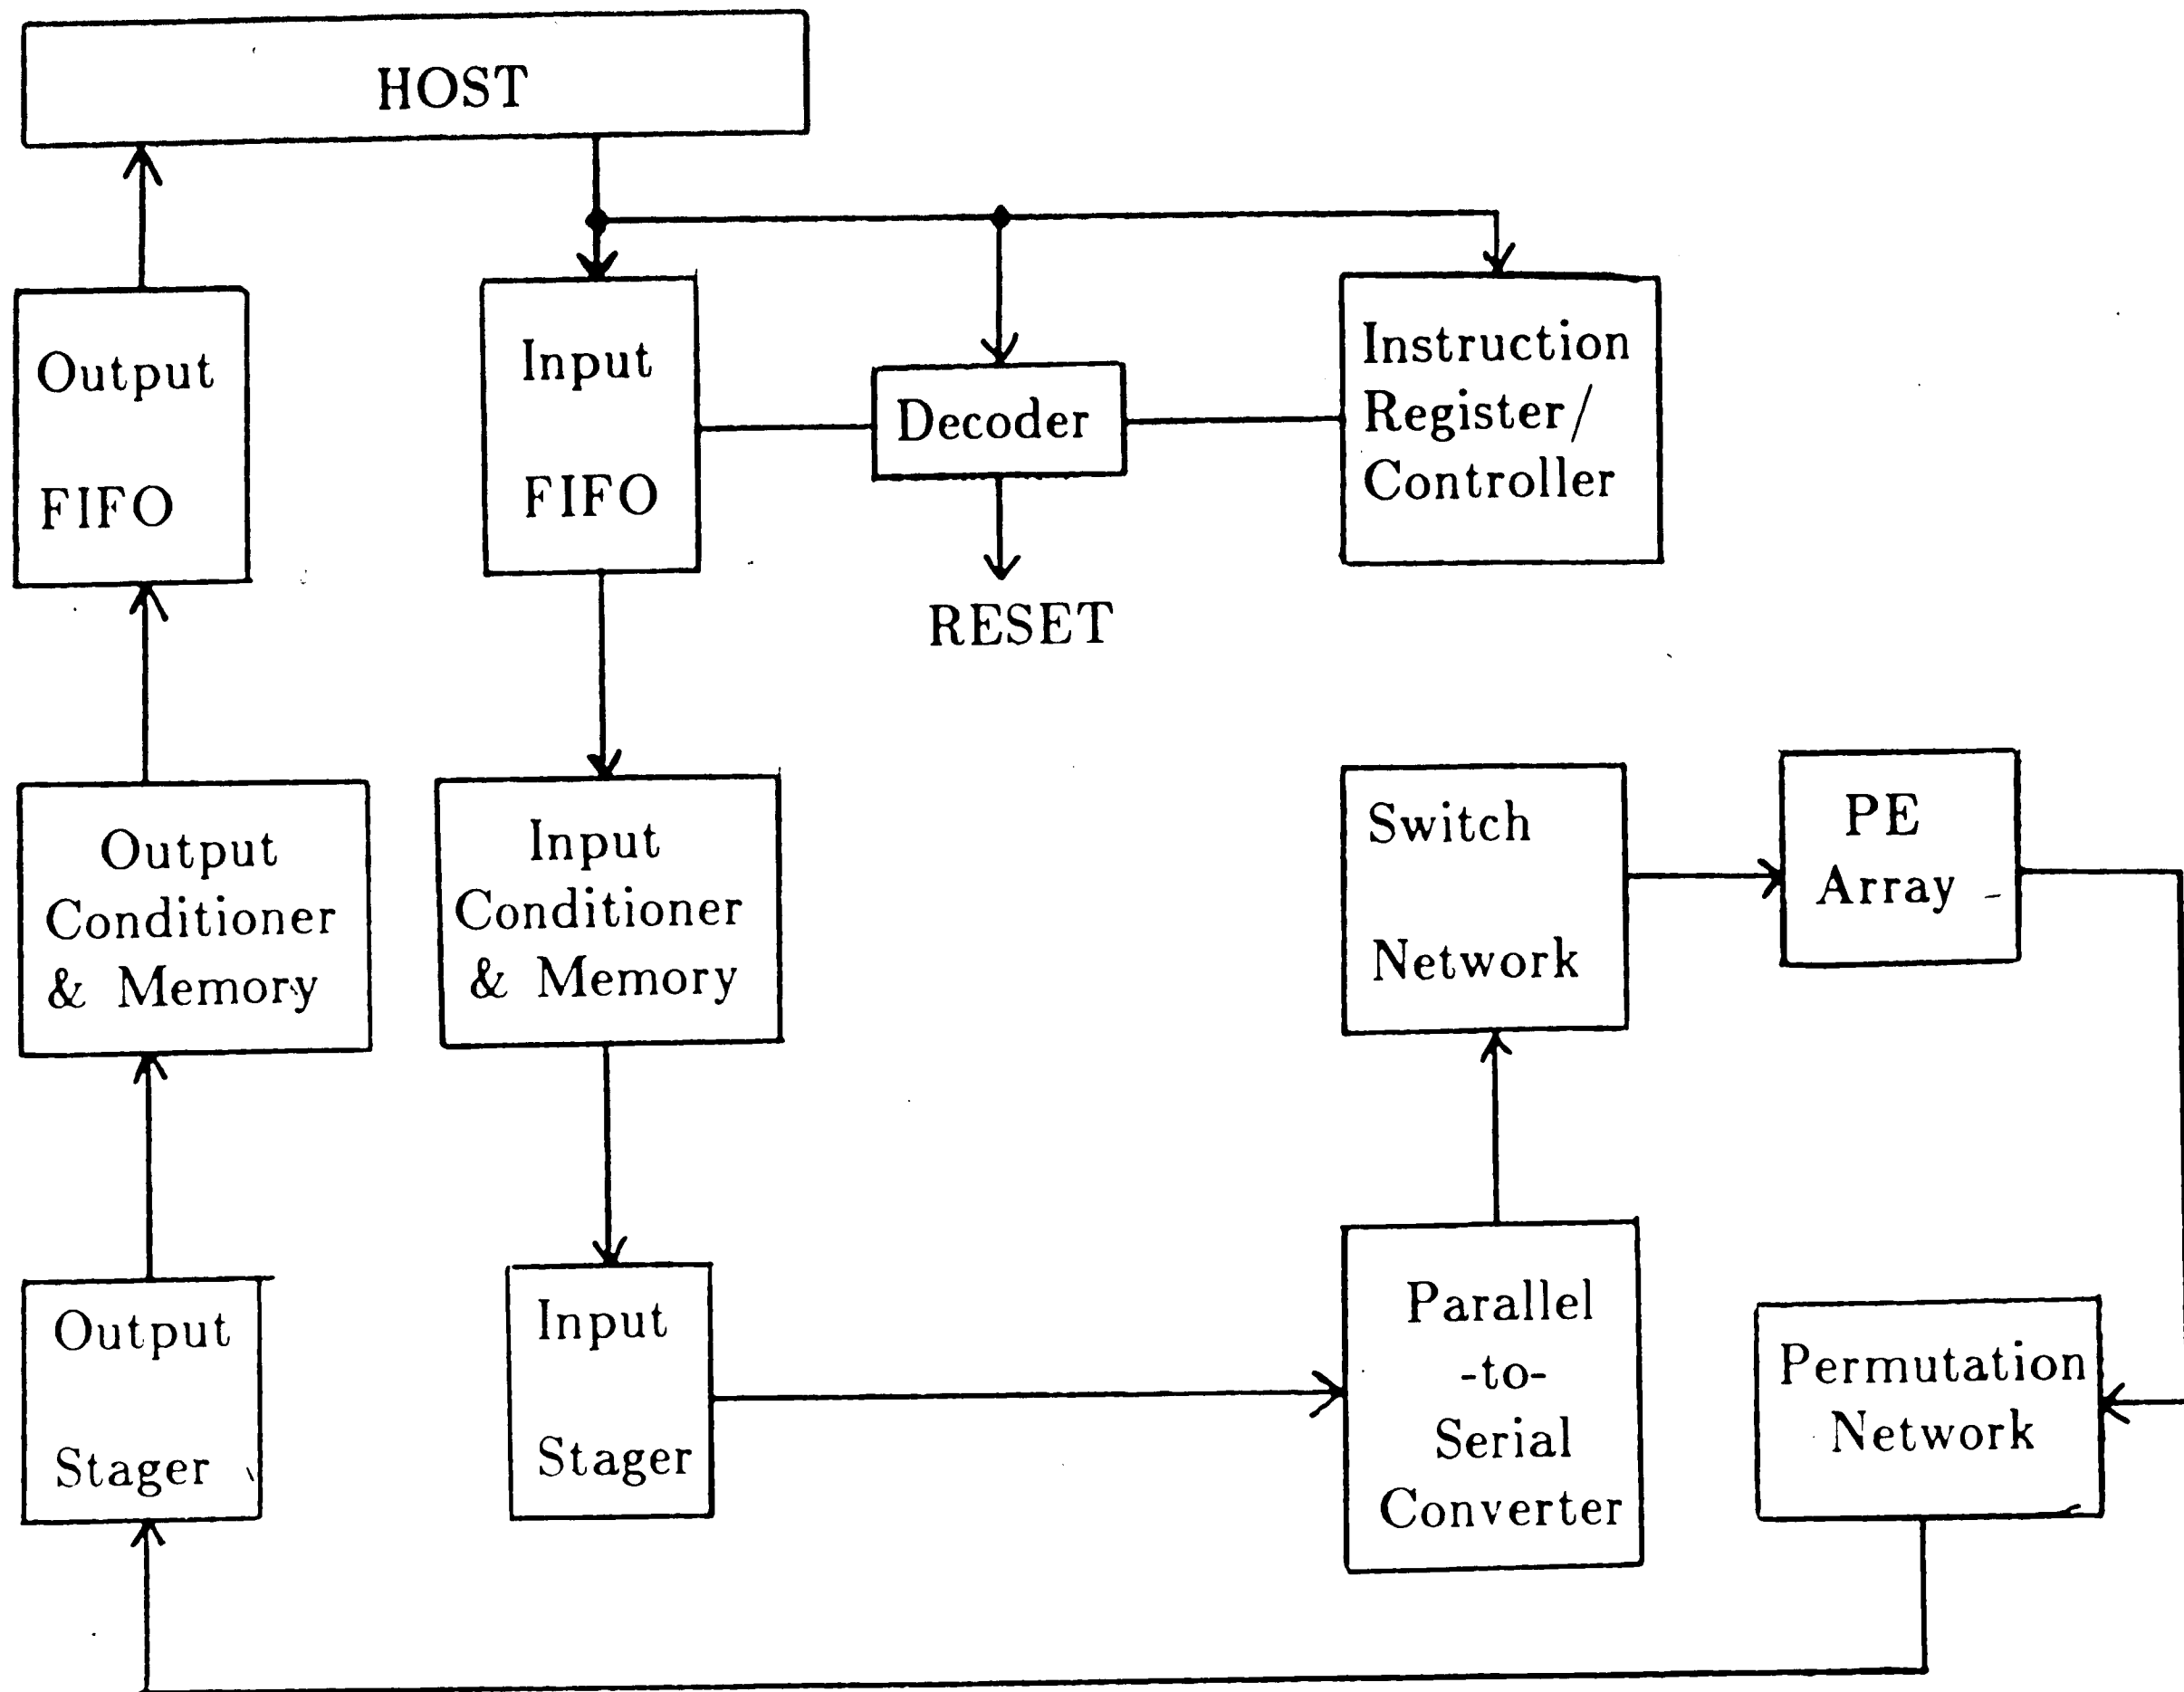 HOST
Output
FIFO
Input
FIFO
Decoder
Instruction
Register/
Controller
RESET
Output
Conditioner
& Memory
Input
Conditioner
& Memory
Switch
Network
PE
Array
Output
Stager
Input
Stager
Parallel
-to-
Serial
Converter
Permutation
Network